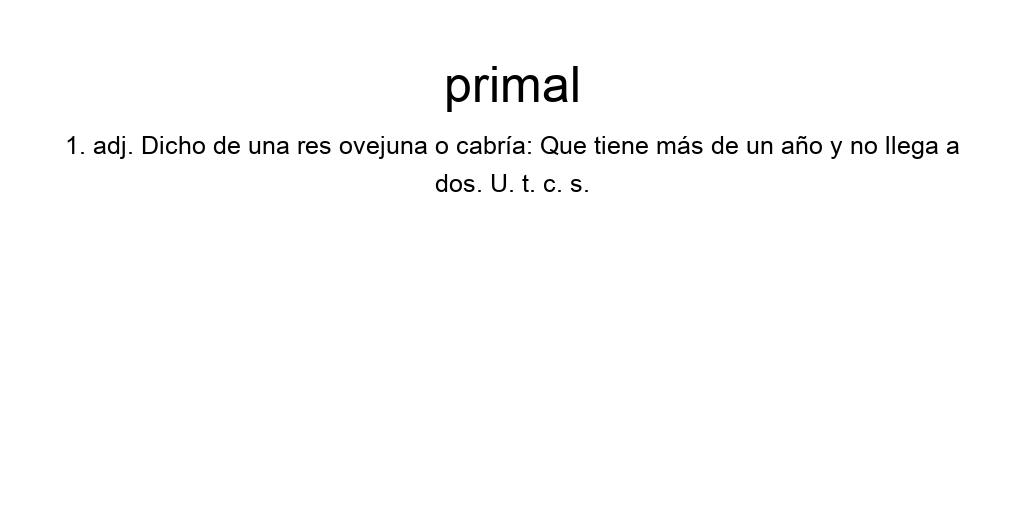 primal
1. adj. Dicho de una res ovejuna o cabría: Que tiene más de un año y no llega a
dos. U. t. c. s.